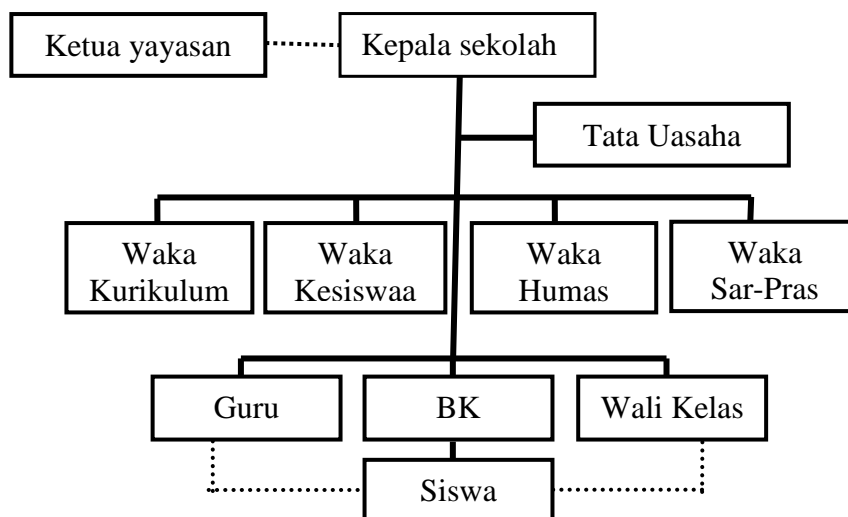 Ketua yayasan
Kepala sekolah
Tata Uasaha
Waka
Kurikulum
Waka
Kesiswaa
Waka
Humas
Waka
Sar-Pras
Guru
BK
Wali Kelas
Siswa